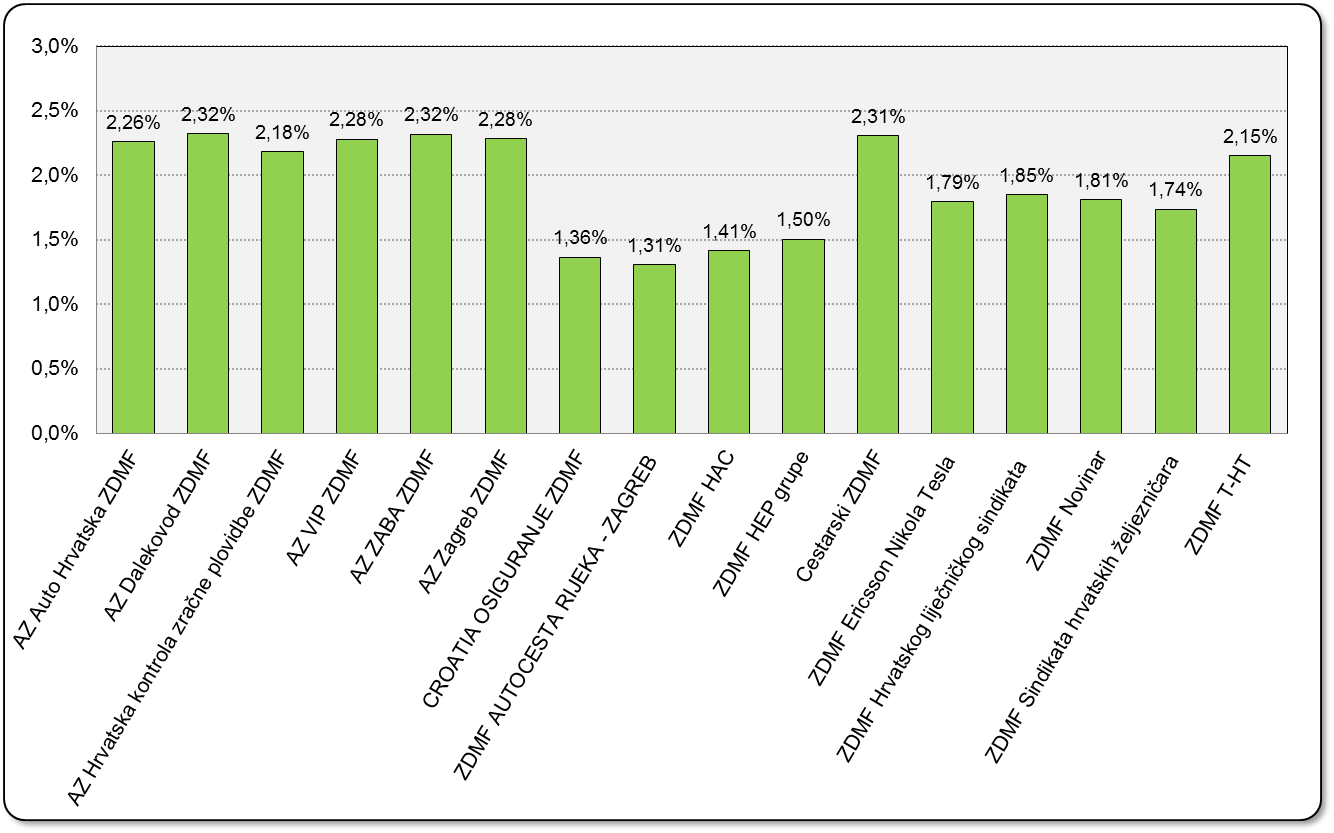 3,0%
2,5%
2,0%
1,5%
1,0%
0,5%
0,0%
2,26%
2,32%
2,18%
2,28%
2,32%
2,28%
1,36%
1,31%
1,41%
1,50%
2,31%
1,79%
1,85%
1,81%
1,74%
2,15%
AZ Auto Hrvatska ZDMF
AZ Dalekovod ZDMF
AZ Hrvatska kontrola zračne plovidbe ZDMF
AZ VIP ZDMF
AZ ZABA ZDMF
AZ Zagreb ZDMF
CROATIA OSIGURANJE ZDMF
ZDMF AUTOCESTA RIJEKA - ZAGREB
ZDMF HAC
ZDMF HEP grupe
Cestarski ZDMF
ZDMF Ericsson Nikola Tesla
ZDMF Hrvatskog liječničkog sindikata
ZDMF Novinar
ZDMF Sindikata hrvatskih željezničara
ZDMF T-HT